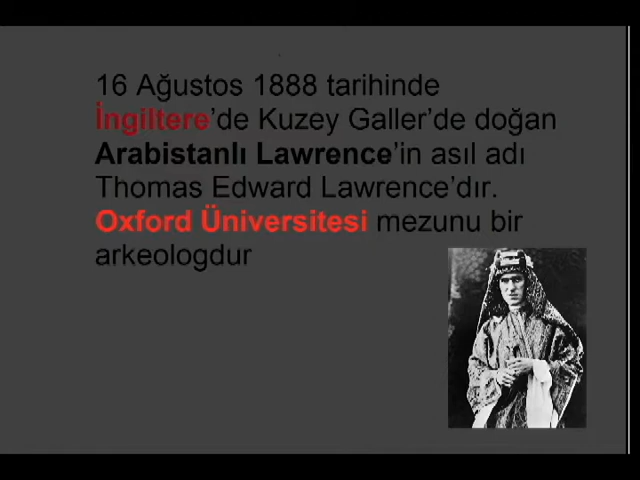 16 Ağustos 1888 tarihinde
İngiltere’de Kuzey Galler’de doğan
Arabistanlı Lawrence’in asıl adı
Thomas Edward Lawrence’dır.
Oxford Üniversitesi mezunu bir
arkeologdur